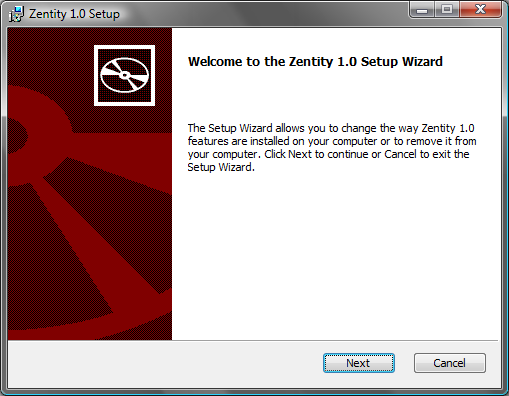 Zentity 1.0 Setup
Welcome to the Zentity 1.0 Setup Wizard
The Setup Wizard allows you to change the way Zentity 1.0
features are installed on your computer or to remove it from
your computer. Click Next to continue or Cancel to exit the
Setup Wizard.
Next
Cancel